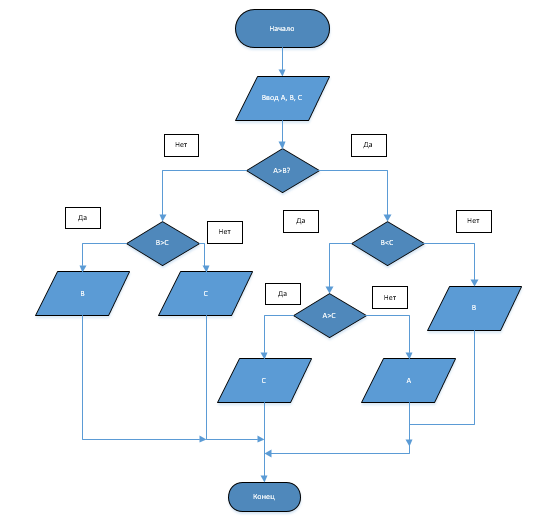 Начало
Ввод A, B, C
Нет
Да
A>B?
Да
Да
Нет
Нет
B>C
B<C
Да
Нет
B
C
B
A>C
C
A
Конец